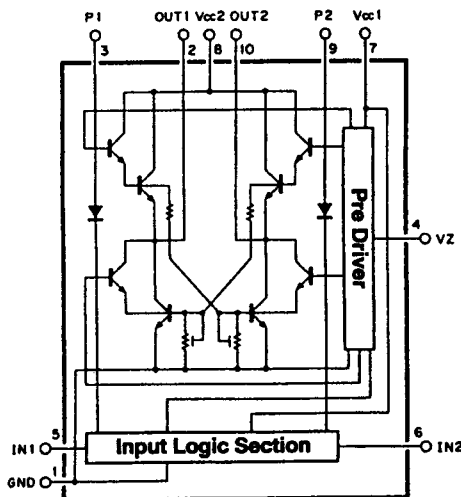 P1 OUT1 Vcc2 OUT2 P2 Vcc1
3 2 8 10 9 7
Pre Driver
4
VZ
5 6
IN1 Input Logic Section IN2
1
GND